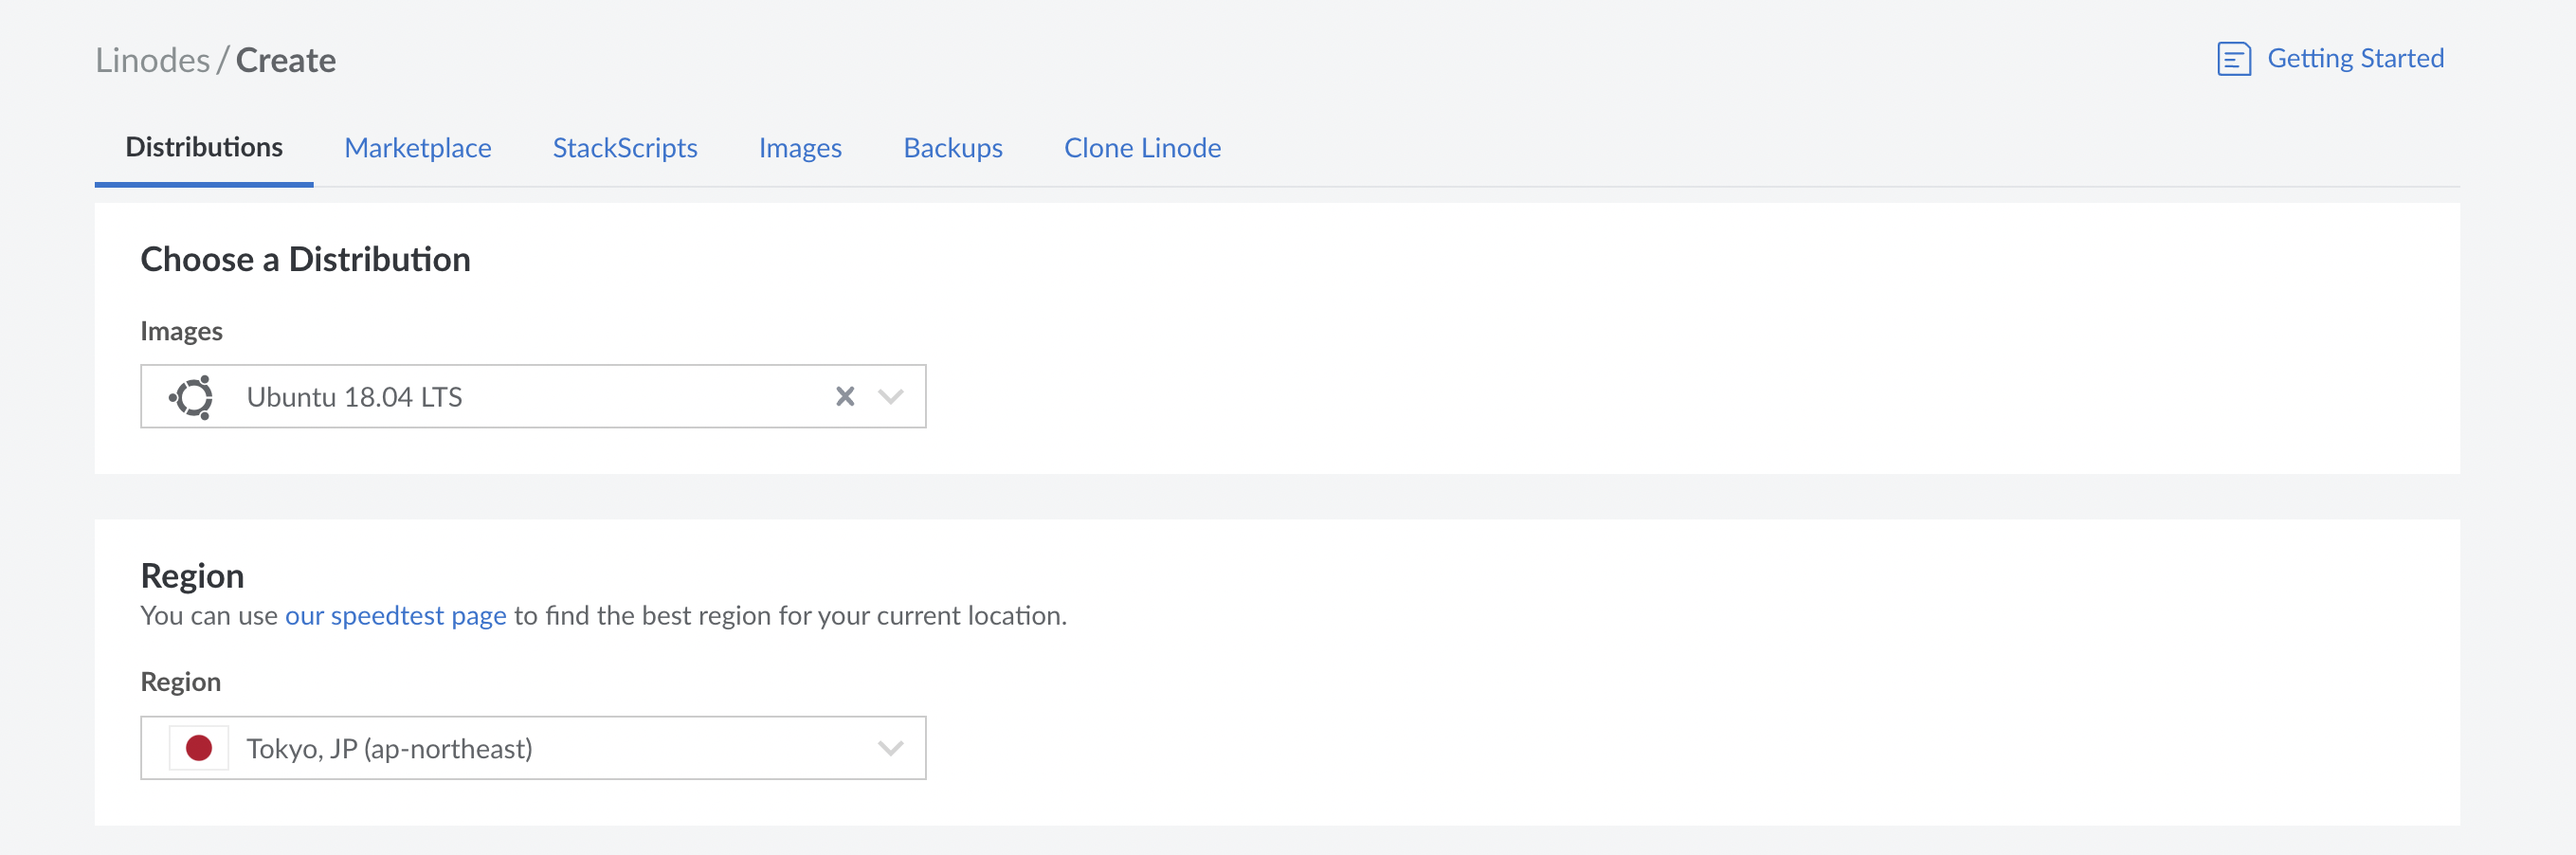 Linodes / Create
Getting Started
Distributions Marketplace StackScripts Images Backups Clone Linode
Choose a Distribution
Images
Ubuntu 18.04 LTS
Region
You can use our speedtest page to find the best region for your current location.
Region
Tokyo, JP (ap-northeast)